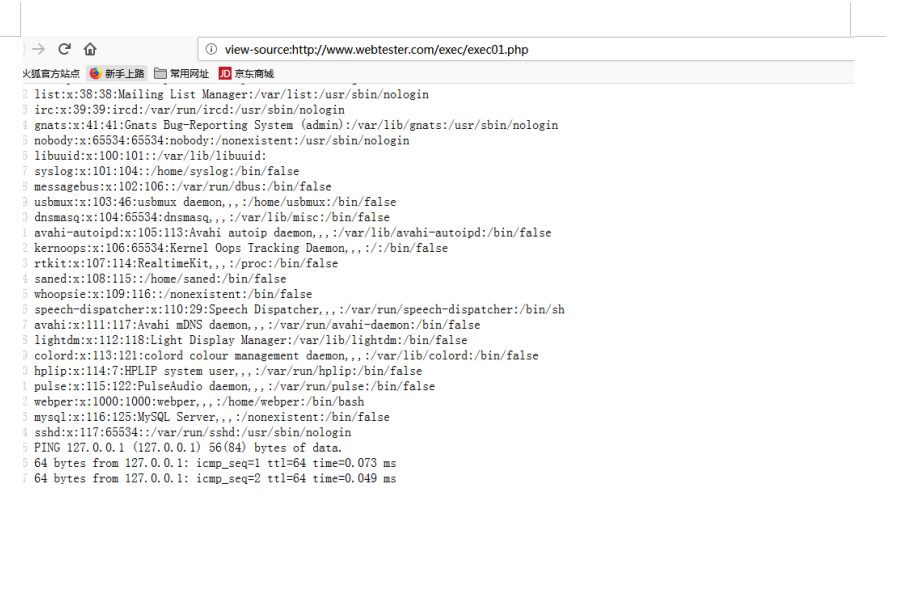 view-source:http://www.webtester.com/exec/exec01.php
火狐官方站点 新手上路 常用网址 JD 京东商城
2 list:x:38:38:Mailing List Manager:/var/list:/usr/sbin/nologin
3 irc:x:39:39:ircd:/var/run/ircd:/usr/sbin/nologin
4 gnats:x:41:41:Gnats Bug-Reporting System (admin):/var/lib/gnats:/usr/sbin/nologin
5 nobody:x:65534:65534:nobody:/nonexistent:/usr/sbin/nologin
6 libuuid:x:100:101::/var/lib/libuuid:
7 syslog:x:101:104::/home/syslog:/bin/false
8 messagebus:x:102:106::/var/run/dbus:/bin/false
9 usbmux:x:103:46:usbmux daemon,,,:/home/usbmux:/bin/false
0 dnsmasq:x:104:65534:dnsmasq,,,:/var/lib/misc:/bin/false
1 avahi-autoipd:x:105:113:Avahi autoip daemon,,,:/var/lib/avahi-autoipd:/bin/false
2 kernoops:x:106:65534:Kernel Oops Tracking Daemon,,,:/:/bin/false
3 rtkit:x:107:114:RealtimeKit,,,:/proc:/bin/false
4 saned:x:108:115::/home/saned:/bin/false
5 whoopsie:x:109:116::/nonexistent:/bin/false
6 speech-dispatcher:x:110:29:Speech Dispatcher,,,:/var/run/speech-dispatcher:/bin/sh
7 avahi:x:111:117:Avahi mDNS daemon,,,:/var/run/avahi-daemon:/bin/false
8 lightdm:x:112:118:Light Display Manager:/var/lib/lightdm:/bin/false
9 colord:x:113:121:colord colour management daemon,,,:/var/lib/colord:/bin/false
0 hplip:x:114:7:HPLIP system user,,,:/var/run/hplip:/bin/false
1 pulse:x:115:122:PulseAudio daemon,,,:/var/run/pulse:/bin/false
2 webper:x:1000:1000:webper,,,:/home/webper:/bin/bash
3 mysql:x:116:125:MySQL Server,,,:/nonexistent:/bin/false
4 sshd:x:117:65534::/var/run/sshd:/usr/sbin/nologin
5 PING 127.0.0.1 (127.0.0.1) 56(84) bytes of data.
6 64 bytes from 127.0.0.1: icmp_seq=1 ttl=64 time=0.073 ms
7 64 bytes from 127.0.0.1: icmp_seq=2 ttl=64 time=0.049 ms